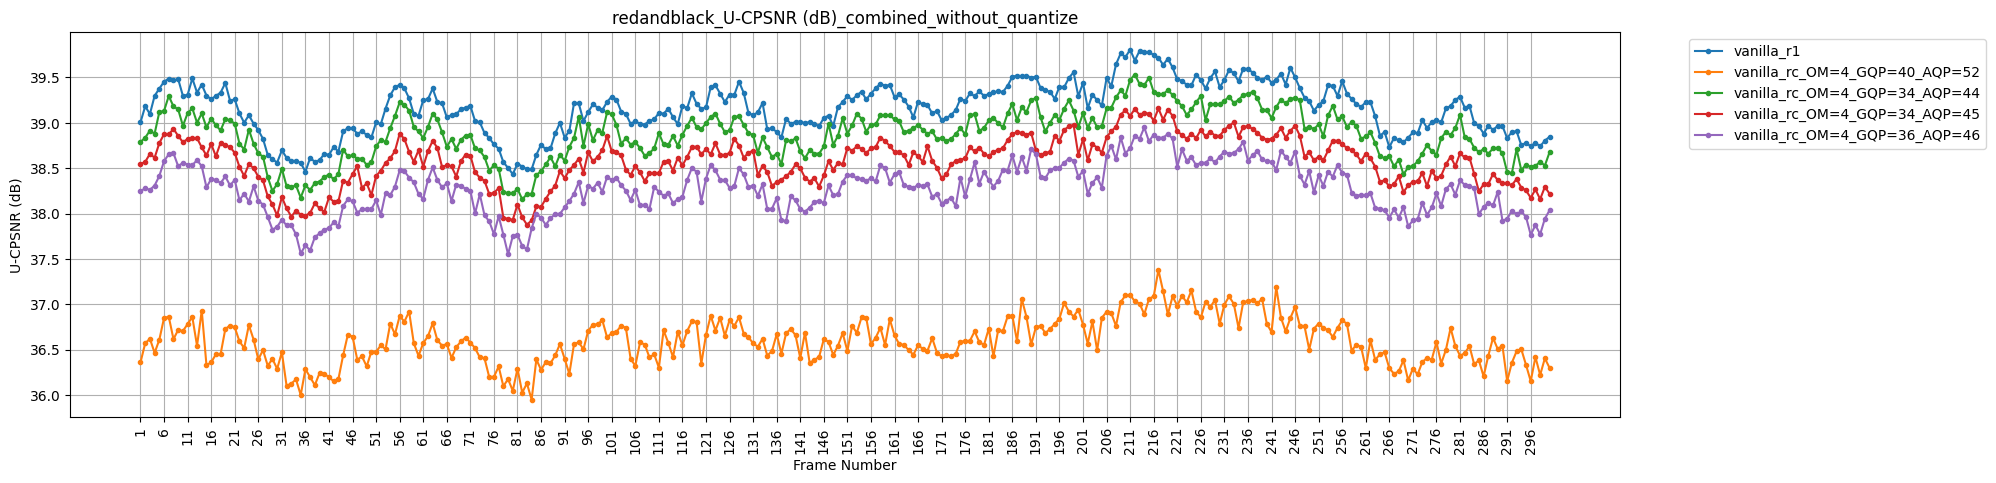 redandblack_U-CPSNR (dB)_combined_without_quantize
vanilla_r1
vanilla_rc_OM=4_GQP=40_AQP=52
vanilla_rc_OM=4_GQP=34_AQP=44
vanilla_rc_OM=4_GQP=34_AQP=45
vanilla_rc_OM=4_GQP=36_AQP=46
U-CPSNR (dB)
39.5
39.0
38.5
38.0
37.5
37.0
36.5
36.0
1 6 11 16 21 26 31 36 41 46 51 56 61 66 71 76 81 86 91 96 101 106 111 116 121 126 131 136 141 146 151 156 161 166 171 176 181 186 191 196 201 206 211 216 221 226 231 236 241 246 251 256 261 266 271 276 281 286 291 296
Frame Number